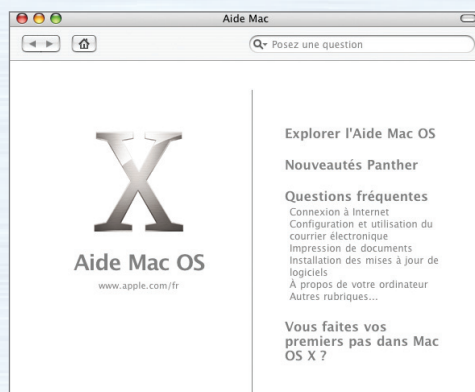 Aide Mac
Posez une question
X
Aide Mac OS
www.apple.com/fr
Explorer l'Aide Mac OS
Nouveautés Panther
Questions fréquentes
Connexion à Internet
Configuration et utilisation du
courrier électronique
Impression de documents
Installation des mises à jour de
logiciels
À propos de votre ordinateur
Autres rubriques...
Vous faites vos
premiers pas dans Mac
OS X ?